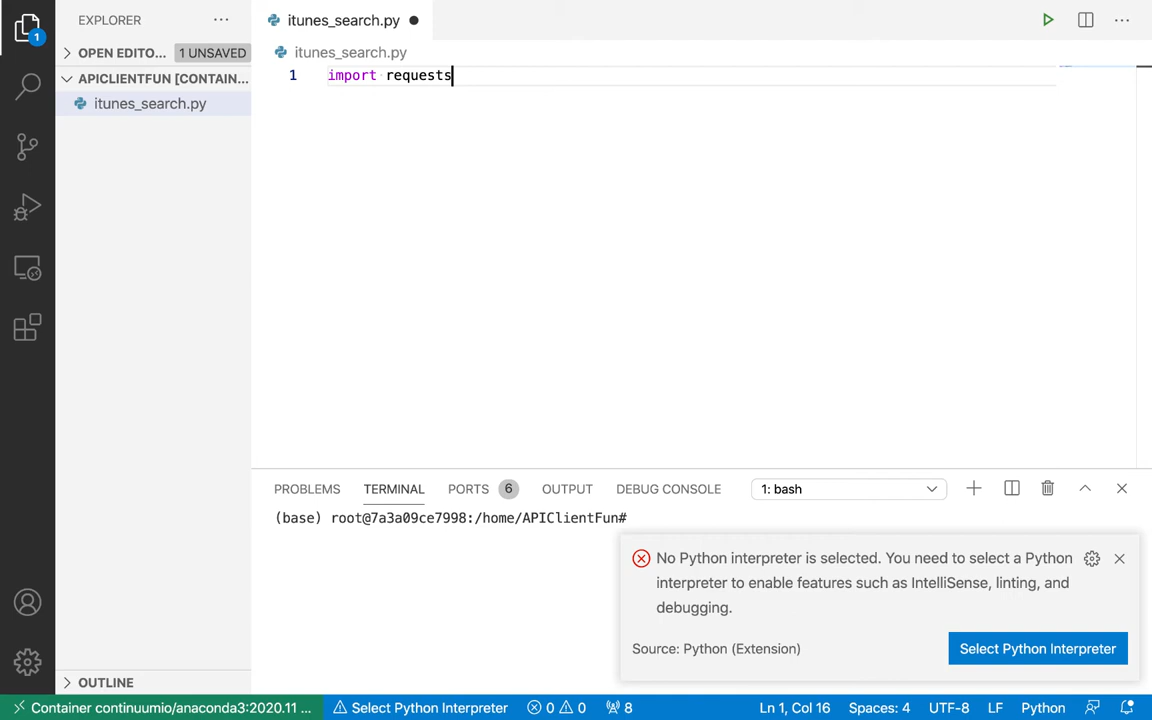 EXPLORER
···
itunes_search.py
OPEN EDITO... 1 UNSAVED
itunes_search.py
APICLIENTFUN [CONTAIN...
1 import requests
itunes_search.py
1
PROBLEMS TERMINAL PORTS 6 OUTPUT DEBUG CONSOLE 1: bash
(base) root@7a3a09ce7998:/home/APIClientFun#
No Python interpreter is selected. You need to select a Python
interpreter to enable features such as IntelliSense, linting, and
debugging.
Source: Python (Extension) Select Python Interpreter
OUTLINE
Container continuumio/anaconda3:2020.11 ... Select Python Interpreter 0 0 8 Ln 1, Col 16 Spaces: 4 UTF-8 LF Python